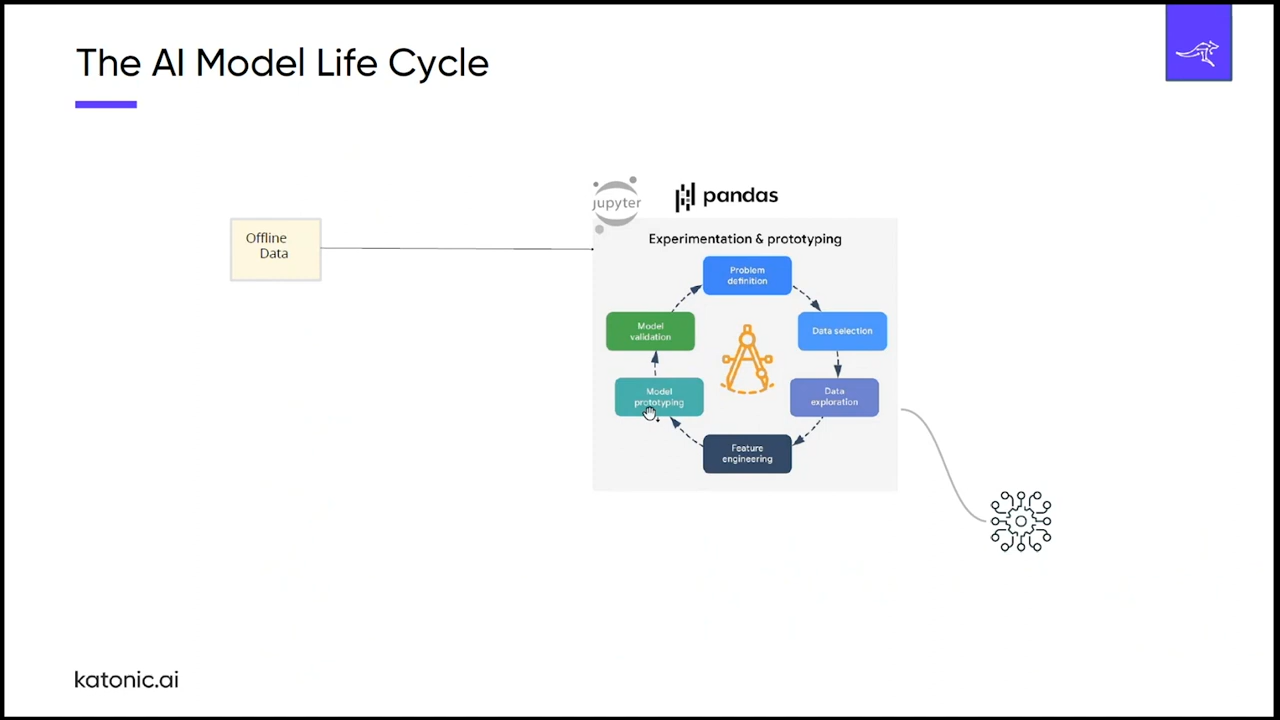 The AI Model Life Cycle
jupyter
pandas
Offline
Data
Experimentation & prototyping
Problem
definition
Model
validation
Data selection
Model
prototyping
Data
exploration
Feature
engineering
katonic.ai